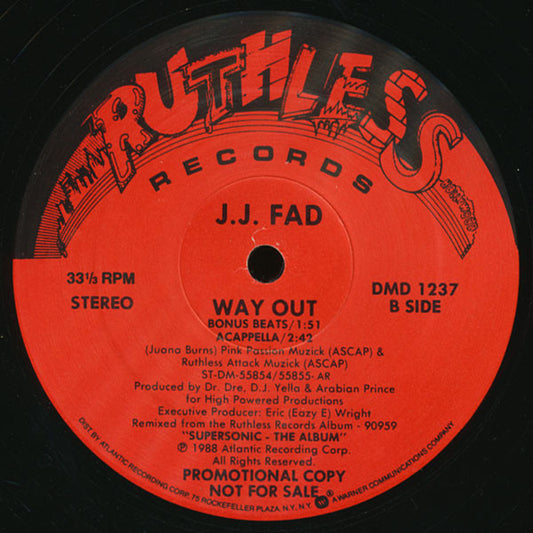 RUTHLESS
RECORDS
J.J. FAD
33⅓ RPM
STEREO
DMD 1237
B SIDE
WAY OUT
BONUS BEATS/1:51
ACAPPELLA/2:42
(Juana Burns) Pink Passion Muzick (ASCAP) &
Ruthless Attack Muzick (ASCAP)
ST-DM-55854/55855-AR
Produced by Dr. Dre, D.J. Yella & Arabian Prince
for High Powered Productions
Executive Producer: Eric (Eazy E) Wright
Remixed from the Ruthless Records Album - 90959
"SUPERSONIC - THE ALBUM"
℗ 1988 Atlantic Recording Corp.
All Rights Reserved.
PROMOTIONAL COPY
NOT FOR SALE
DIST. BY ATLANTIC RECORDING CORP. 75 ROCKEFELLER PLAZA, N.Y., N.Y. A WARNER COMMUNICATIONS COMPANY